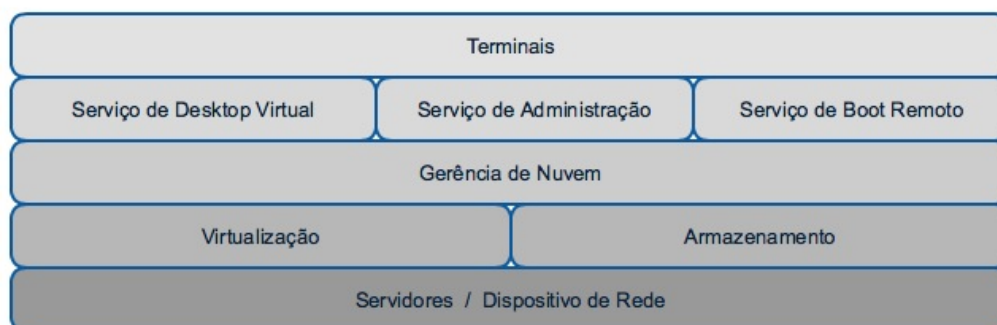 Terminais
Serviço de Desktop Virtual Serviço de Administração Serviço de Boot Remoto
Gerência de Nuvem
Virtualização Armazenamento
Servidores / Dispositivo de Rede